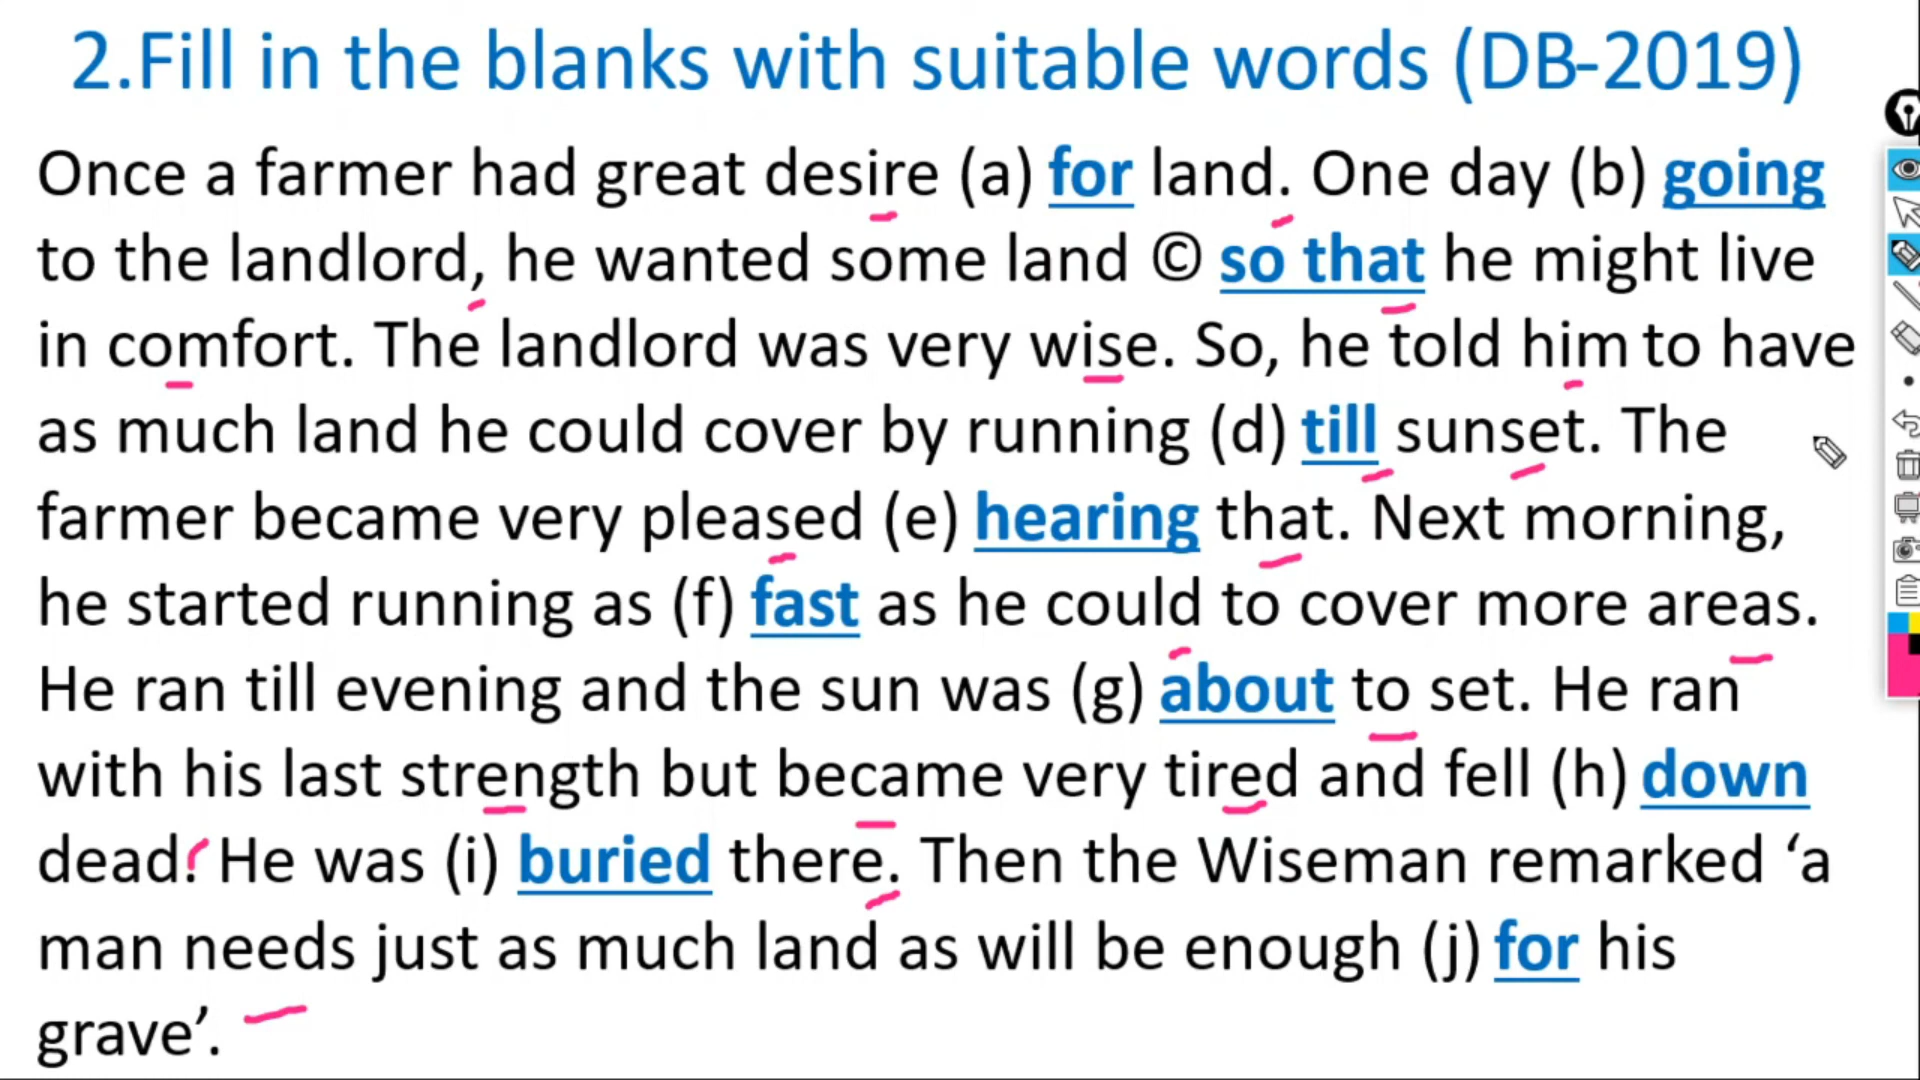 2.Fill in the blanks with suitable words (DB-2019)
Once a farmer had great desire (a) for land. One day (b) going
to the landlord, he wanted some land © so that he might live
in comfort. The landlord was very wise. So, he told him to have
as much land he could cover by running (d) till sunset. The
farmer became very pleased (e) hearing that. Next morning,
he started running as (f) fast as he could to cover more areas.
He ran till evening and the sun was (g) about to set. He ran
with his last strength but became very tired and fell (h) down
dead. He was (i) buried there. Then the Wiseman remarked ‘a
man needs just as much land as will be enough (j) for his
grave’.